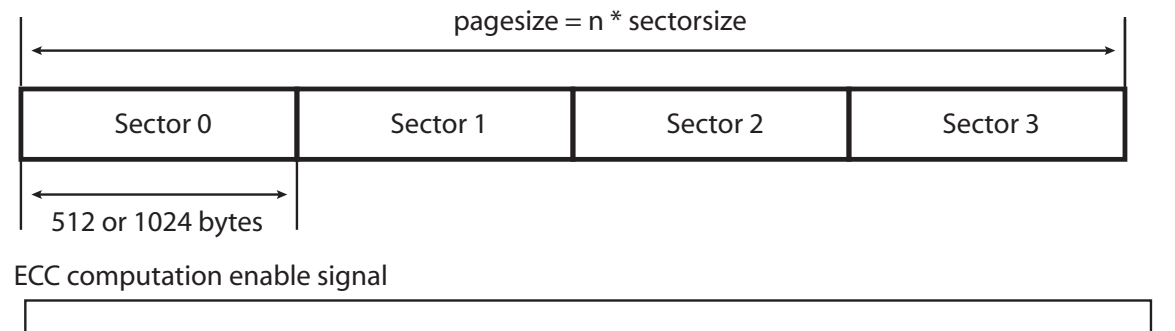 pagesize = n * sectorsize
Sector 0 Sector 1 Sector 2 Sector 3
512 or 1024 bytes
ECC computation enable signal